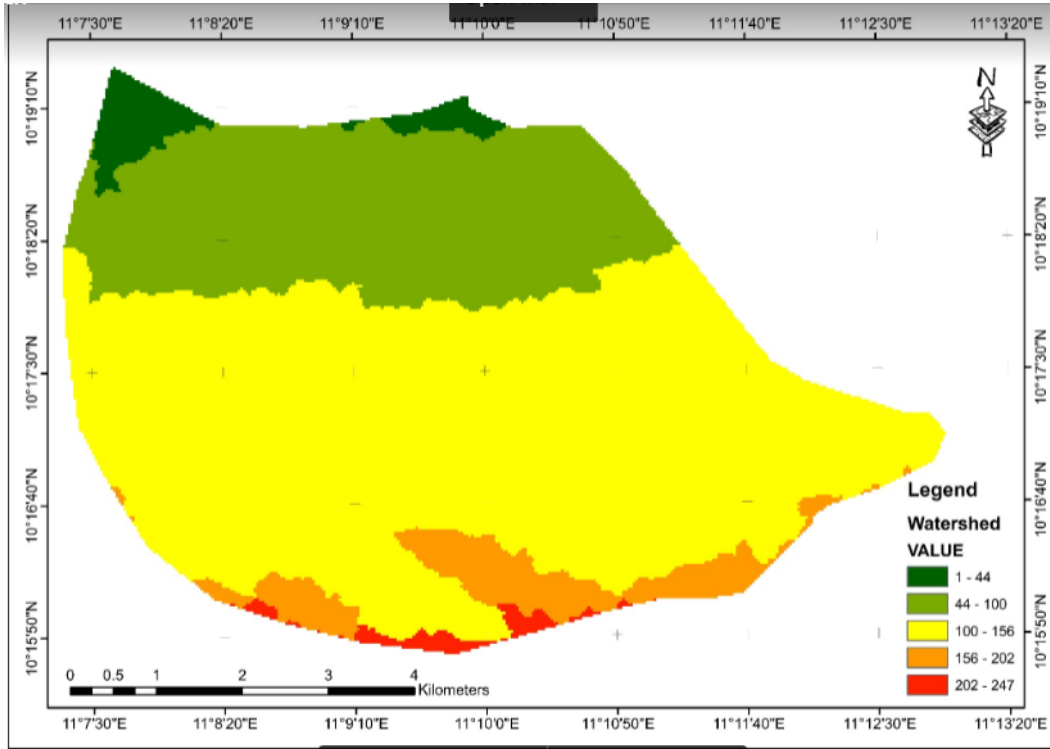 11°7'30"E 11°8'20"E 11°9'10"E 11°10'0"E 11°10'50"E 11°11'40"E 11°12'30"E 11°13'20"E
10°19'10"N 10°18'20"N 10°17'30"N 10°16'40"N 10°15'50"N
N
10°19'10"N 10°18'20"N 10°17'30"N 10°16'40"N 10°15'50"N
Legend
Watershed
VALUE
1 - 44
44 - 100
100 - 156
156 - 202
202 - 247
0 0.5 1 2 3 4
Kilometers
11°7'30"E 11°8'20"E 11°9'10"E 11°10'0"E 11°10'50"E 11°11'40"E 11°12'30"E 11°13'20"E